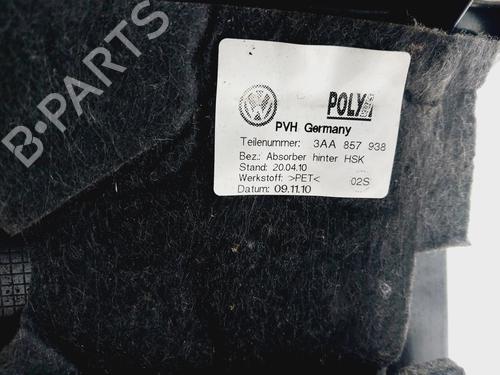 B-PARTS
POLY
PVH Germany
Teilenummer: 3AA 857 938
Bez.: Absorber hinter HSK
Stand: 20.04.10
Werkstoff: >PET< 02S
Datum: 09.11.10